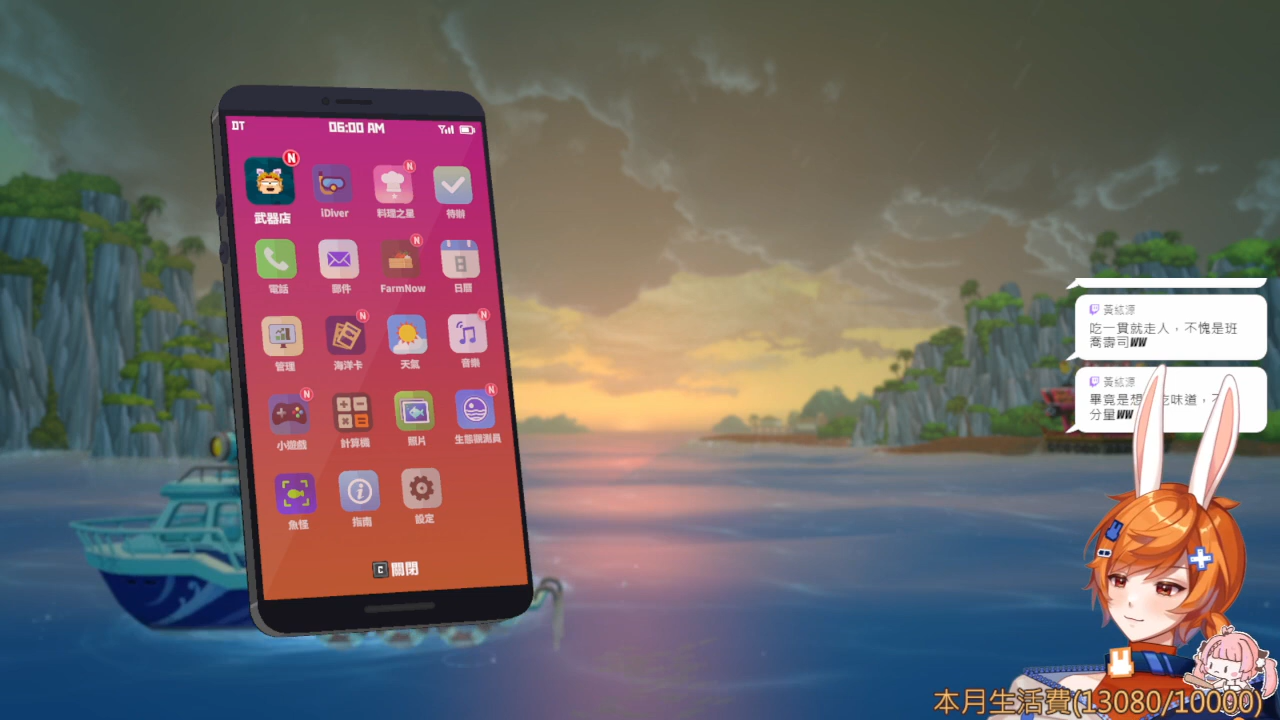 DT
06:00 AM
N
N
武器店
iDiver
料理之星
待辦
N
電話
郵件
FarmNow
日曆
N
N
管理
海洋卡
天氣
音樂
N
N
小遊戲
計算機
照片
生態觀測員
魚怪
指南
設定
C 關閉
黃紘源
吃一貫就走人，不愧是班
喬壽司WW
黃紘源
畢竟是想
吃味道，不
分量WW
本月生活費(13080/10000)